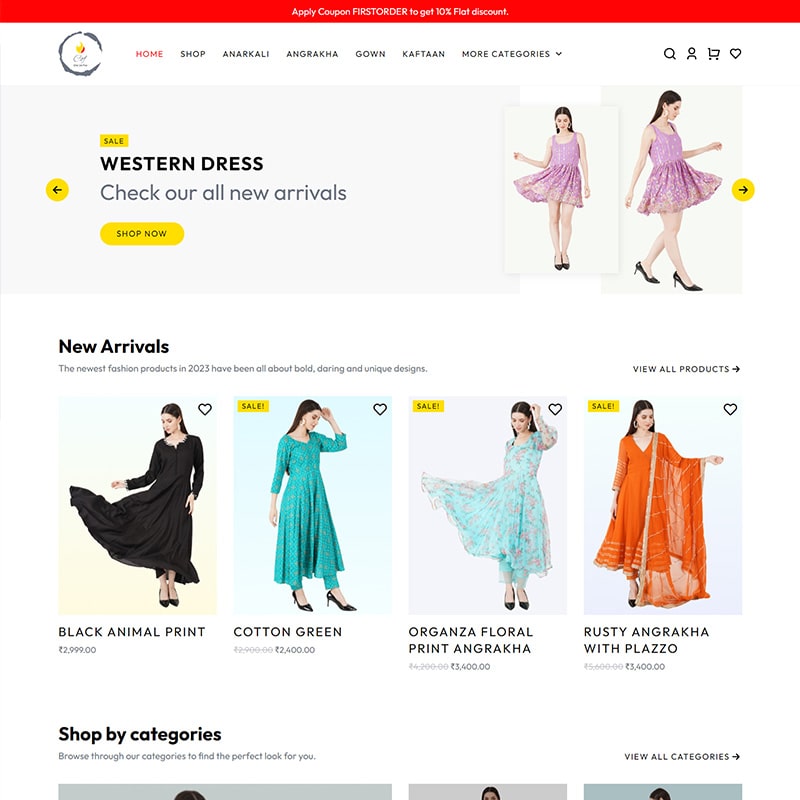 Apply Coupon FIRSTORDER to get 10% Flat discount.
HOME SHOP ANARKALI ANGRAKHA GOWN KAFTAAN MORE CATEGORIES
SALE
WESTERN DRESS
Check our all new arrivals
SHOP NOW
New Arrivals
The newest fashion products in 2023 have been all about bold, daring and unique designs.
VIEW ALL PRODUCTS
SALE!
SALE!
SALE!
BLACK ANIMAL PRINT
₹2,999.00
COTTON GREEN
₹2,900.00 ₹2,400.00
ORGANZA FLORAL
PRINT ANGRAKHA
₹4,200.00 ₹3,400.00
RUSTY ANGRAKHA
WITH PLAZZO
₹5,600.00 ₹3,400.00
Shop by categories
Browse through our categories to find the perfect look for you.
VIEW ALL CATEGORIES